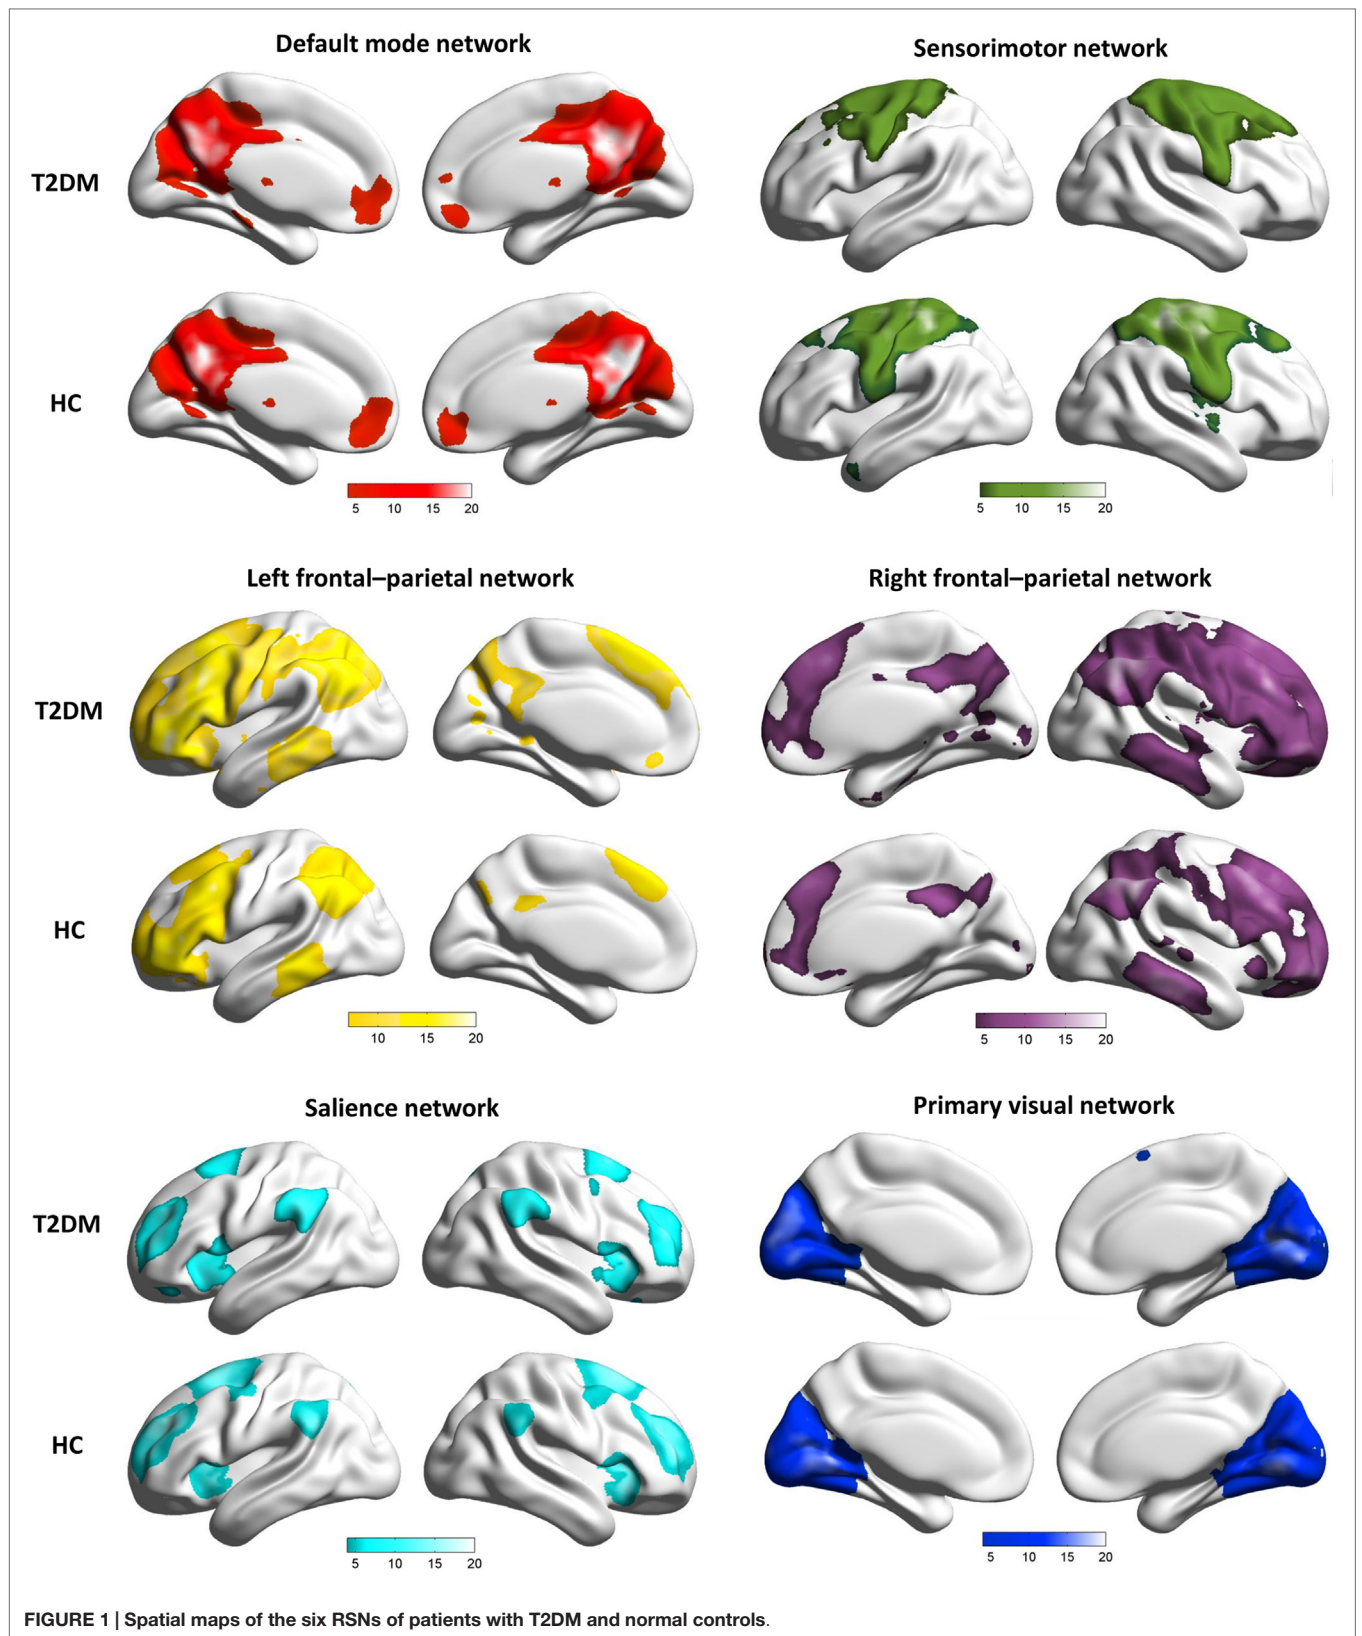 Default mode network
Sensorimotor network
T2DM
HC
5 10 15 20
5 10 15 20
Left frontal–parietal network
Right frontal–parietal network
T2DM
HC
10 15 20
5 10 15 20
Salience network
Primary visual network
T2DM
HC
5 10 15 20
5 10 15 20
FIGURE 1 | Spatial maps of the six RSNs of patients with T2DM and normal controls.